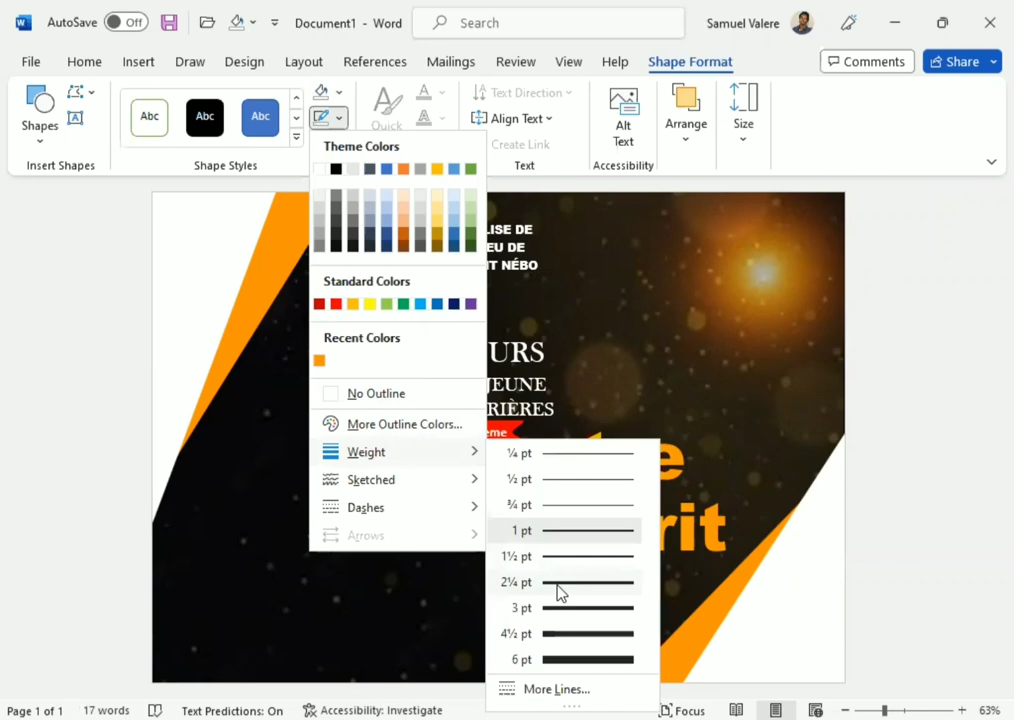 AutoSave Off Document1 - Word Search Samuel Valere
File Home Insert Draw Design Layout References Mailings Review View Help Shape Format Comments Share
Shapes
Insert Shapes
Abc Abc Abc
Shape Styles
Quick
Text Direction
Align Text
Create Link
Text
Alt
Text
Accessibility
Arrange
Size
Theme Colors
Standard Colors
Recent Colors
No Outline
More Outline Colors...
Weight
Sketched
Dashes
Arrows
¼ pt
½ pt
¾ pt
1 pt
1½ pt
2¼ pt
3 pt
4½ pt
6 pt
More Lines...
LISE DE
EU DE
T NÉBO
URS
JEUNE
RIÈRES
eme
e
rit
Page 1 of 1 17 words Text Predictions: On Accessibility: Investigate Focus 63%